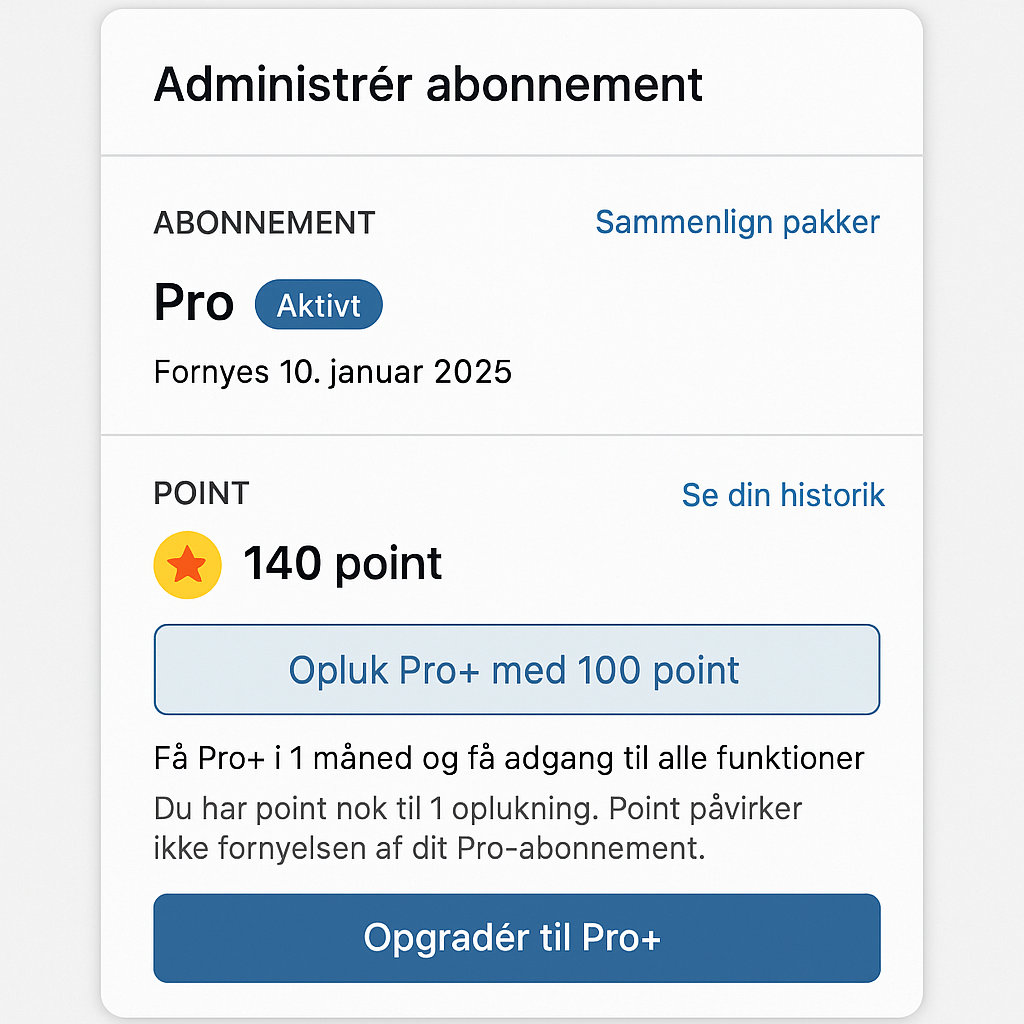 Administrér abonnement
ABONNEMENT
Sammenlign pakker
Pro
Aktivt
Fornyes 10. januar 2025
POINT
Se din historik
140 point
Opluk Pro+ med 100 point
Få Pro+ i 1 måned og få adgang til alle funktioner
Du har point nok til 1 oplukning. Point påvirker
ikke fornyelsen af dit Pro-abonnement.
Opgradér til Pro+